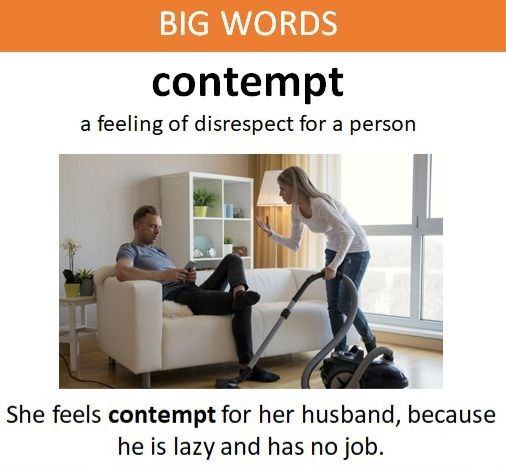 BIG WORDS
contempt
a feeling of disrespect for a person
She feels contempt for her husband, because
he is lazy and has no job.